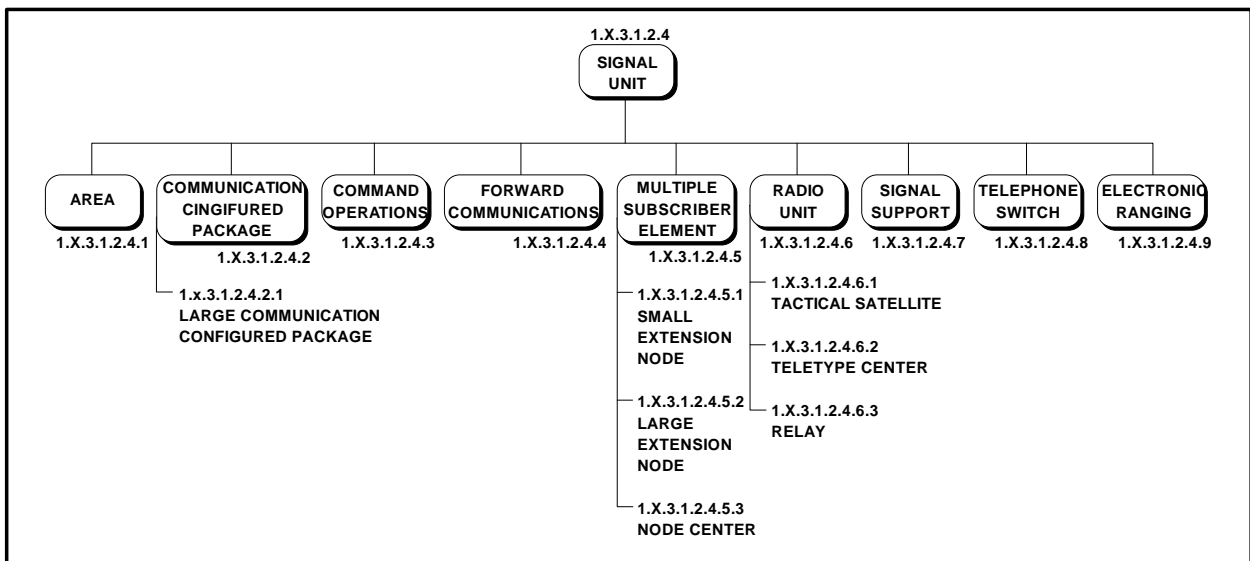 1.X.3.1.2.4
SIGNAL
UNIT
AREA
1.X.3.1.2.4.1
COMMUNICATION
CINGIFURED
PACKAGE
1.X.3.1.2.4.2
1.x.3.1.2.4.2.1
LARGE COMMUNICATION
CONFIGURED PACKAGE
COMMAND
OPERATIONS
1.X.3.1.2.4.3
FORWARD
COMMUNICATIONS
1.X.3.1.2.4.4
MULTIPLE
SUBSCRIBER
ELEMENT
1.X.3.1.2.4.5
1.X.3.1.2.4.5.1
SMALL
EXTENSION
NODE
1.X.3.1.2.4.5.2
LARGE
EXTENSION
NODE
1.X.3.1.2.4.5.3
NODE CENTER
RADIO
UNIT
1.X.3.1.2.4.6
1.X.3.1.2.4.6.1
TACTICAL SATELLITE
1.X.3.1.2.4.6.2
TELETYPE CENTER
1.X.3.1.2.4.6.3
RELAY
SIGNAL
SUPPORT
1.X.3.1.2.4.7
TELEPHONE
SWITCH
1.X.3.1.2.4.8
ELECTRONIC
RANGING
1.X.3.1.2.4.9